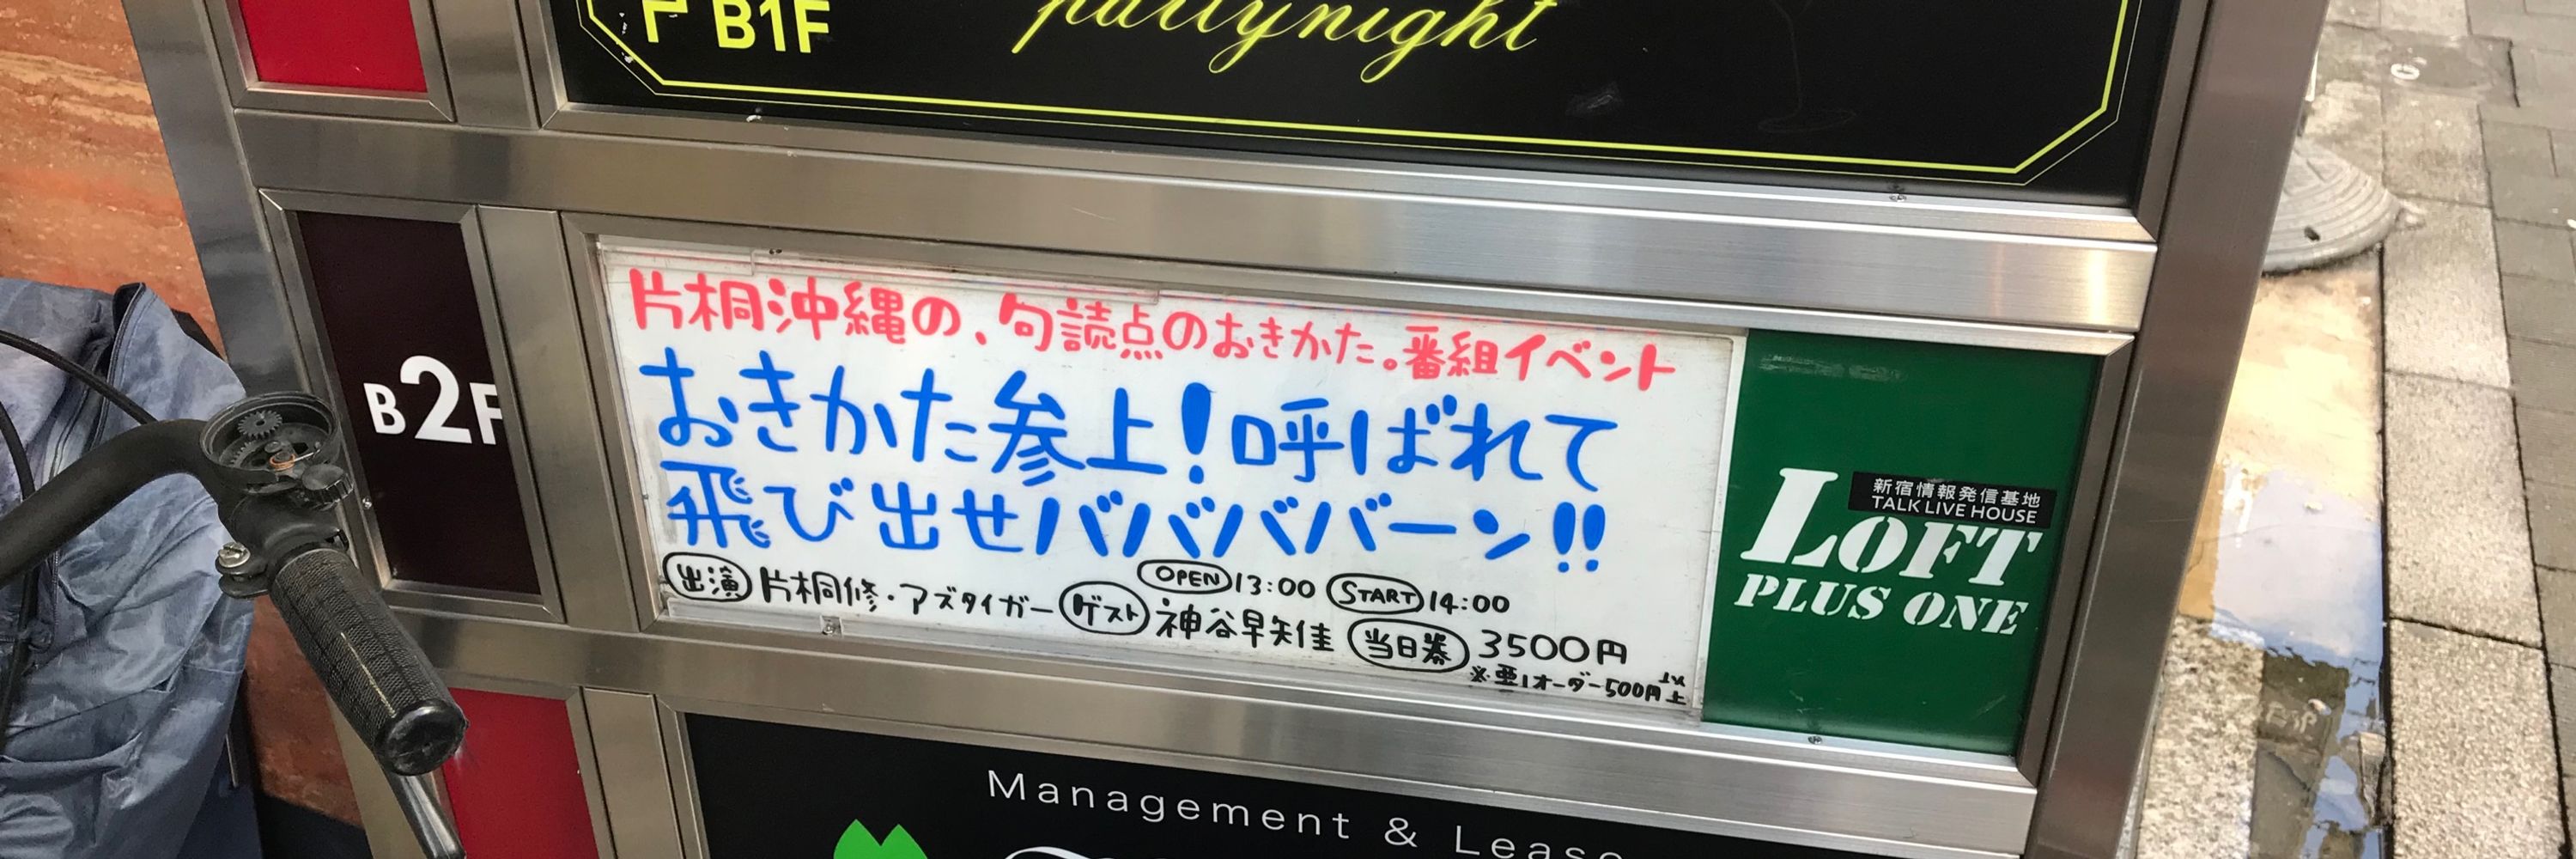 B1F
partynight
B2F
片桐沖縄の、句読点のおきかた。番組イベント
おきかた参上!呼ばれて
飛び出せババババーン!!
OPEN 13:00 START 14:00
出演 片桐修・アズタイガー ゲスト 神谷早矢佳 当日券 3500円
※要1オーダー500円以上
新宿情報発信基地
TALK LIVE HOUSE
LOFT
PLUS ONE
Management & Lease